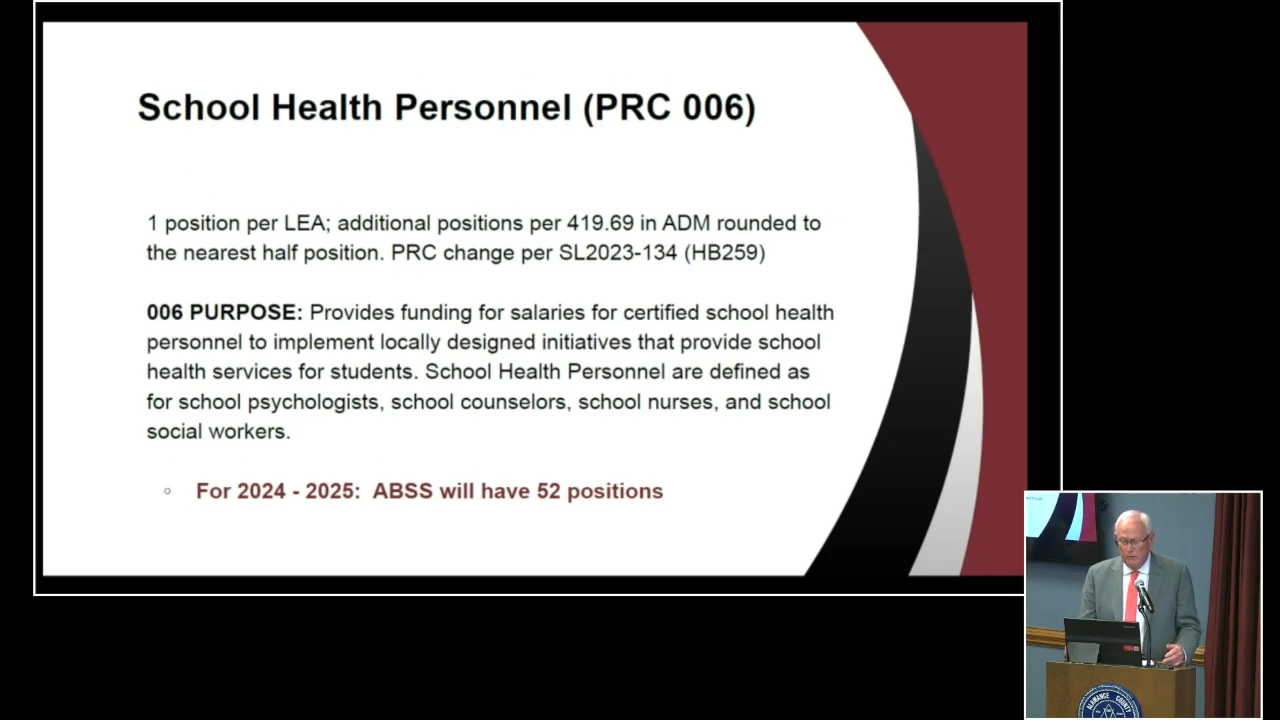 School Health Personnel (PRC 006)
1 position per LEA; additional positions per 419.69 in ADM rounded to
the nearest half position. PRC change per SL2023-134 (HB259)
006 PURPOSE: Provides funding for salaries for certified school health
personnel to implement locally designed initiatives that provide school
health services for students. School Health Personnel are defined as
for school psychologists, school counselors, school nurses, and school
social workers.
For 2024 - 2025: ABSS will have 52 positions
ALAMANCE COUNTY